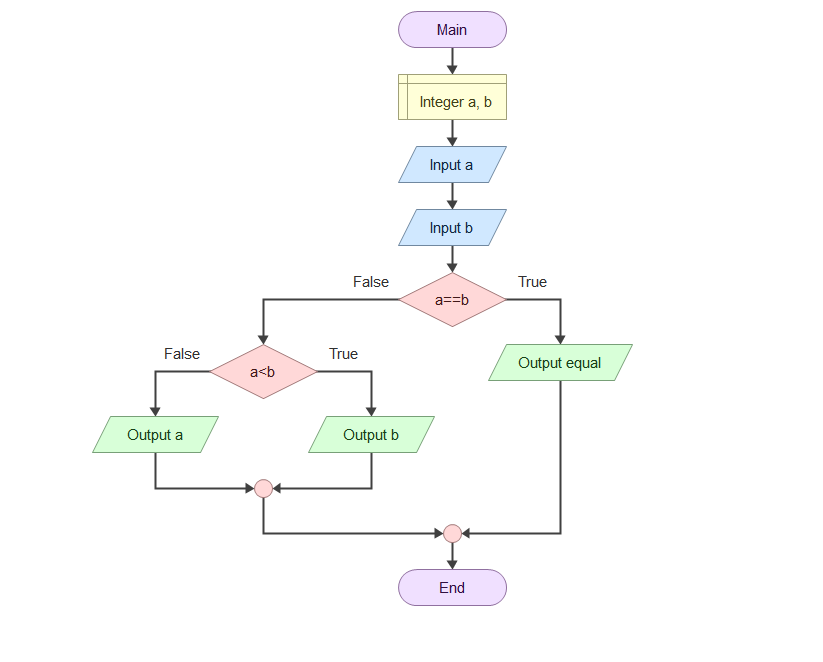 Main
Integer a, b
Input a
Input b
False
True
a==b
False
True
a<b
Output equal
Output a
Output b
End